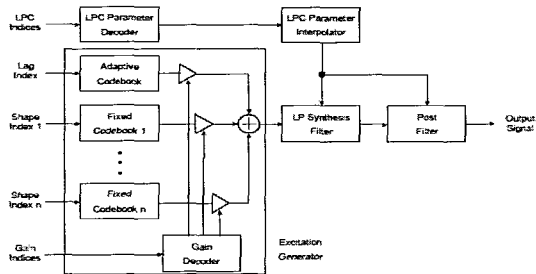 LPC
Indices
LPC Parameter
Decoder
LPC Parameter
Interpolator
Lag
Index
Adaptive
Codebook
Shape
Index 1
Fixed
Codebook 1
LP Synthesis
Filter
Post
Filter
Output
Signal
Shape
Index n
Fixed
Codebook n
Gain
Indices
Gain
Decoder
Excitation
Generator